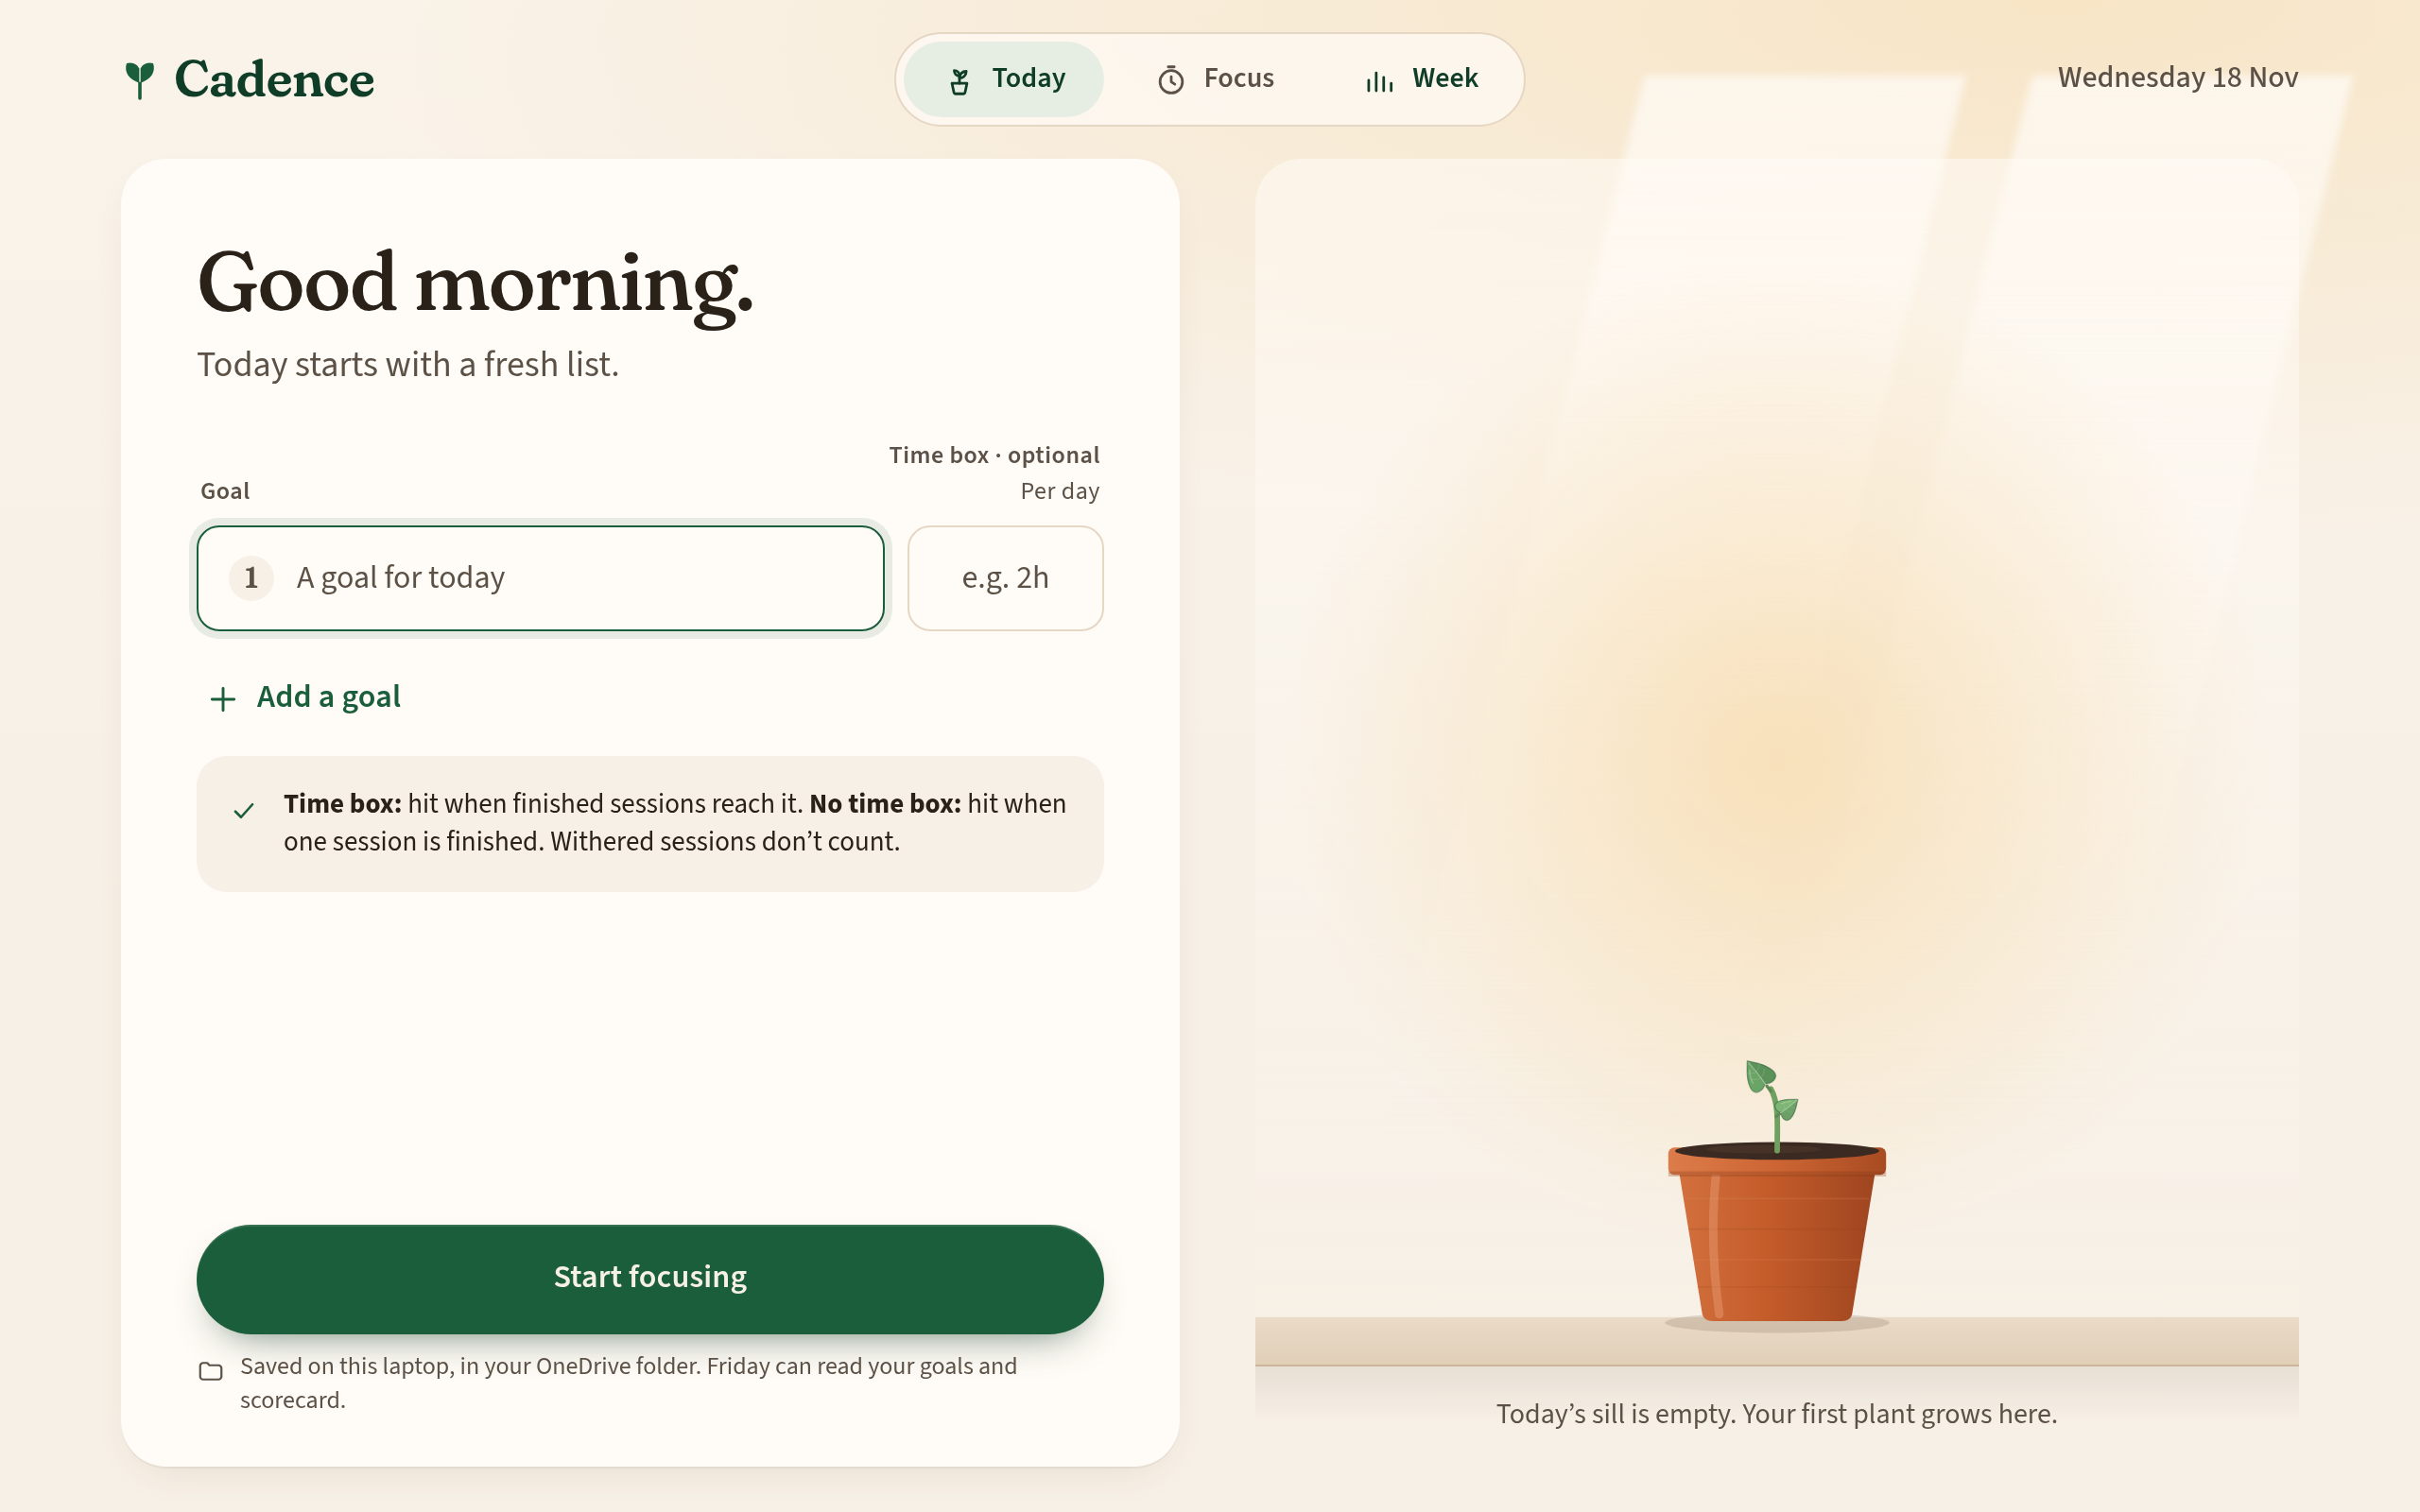 Cadence
Today
Focus
Week
Wednesday 18 Nov
Good morning.
Today starts with a fresh list.
Time box · optional
Goal
Per day
1
A goal for today
e.g. 2h
Add a goal
Time box: hit when finished sessions reach it. No time box: hit when
one session is finished. Withered sessions don’t count.
Start focusing
Saved on this laptop, in your OneDrive folder. Friday can read your goals and
scorecard.
Today’s sill is empty. Your first plant grows here.